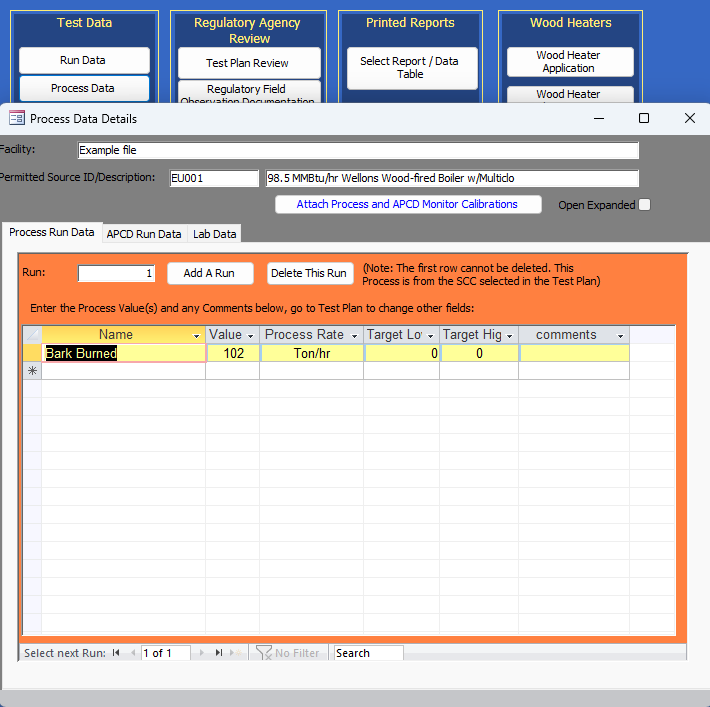 Test Data
Run Data
Process Data
Regulatory Agency
Review
Test Plan Review
Regulatory Field
Observation Documentation
Printed Reports
Select Report / Data
Table
Wood Heaters
Wood Heater
Application
Wood Heater
Process Data Details
Facility:
Example file
Permitted Source ID/Description:
EU001
98.5 MMBtu/hr Wellons Wood-fired Boiler w/Multiclo
Attach Process and APCD Monitor Calibrations
Open Expanded
Process Run Data
APCD Run Data
Lab Data
Run:
1
Add A Run
Delete This Run
(Note: The first row cannot be deleted. This
Process is from the SCC selected in the Test Plan)
Enter the Process Value(s) and any Comments below, go to Test Plan to change other fields:
Name Value Process Rate Target Lo Target Hig comments
Bark Burned 102 Ton/hr 0 0
Select next Run: 1 of 1 No Filter Search